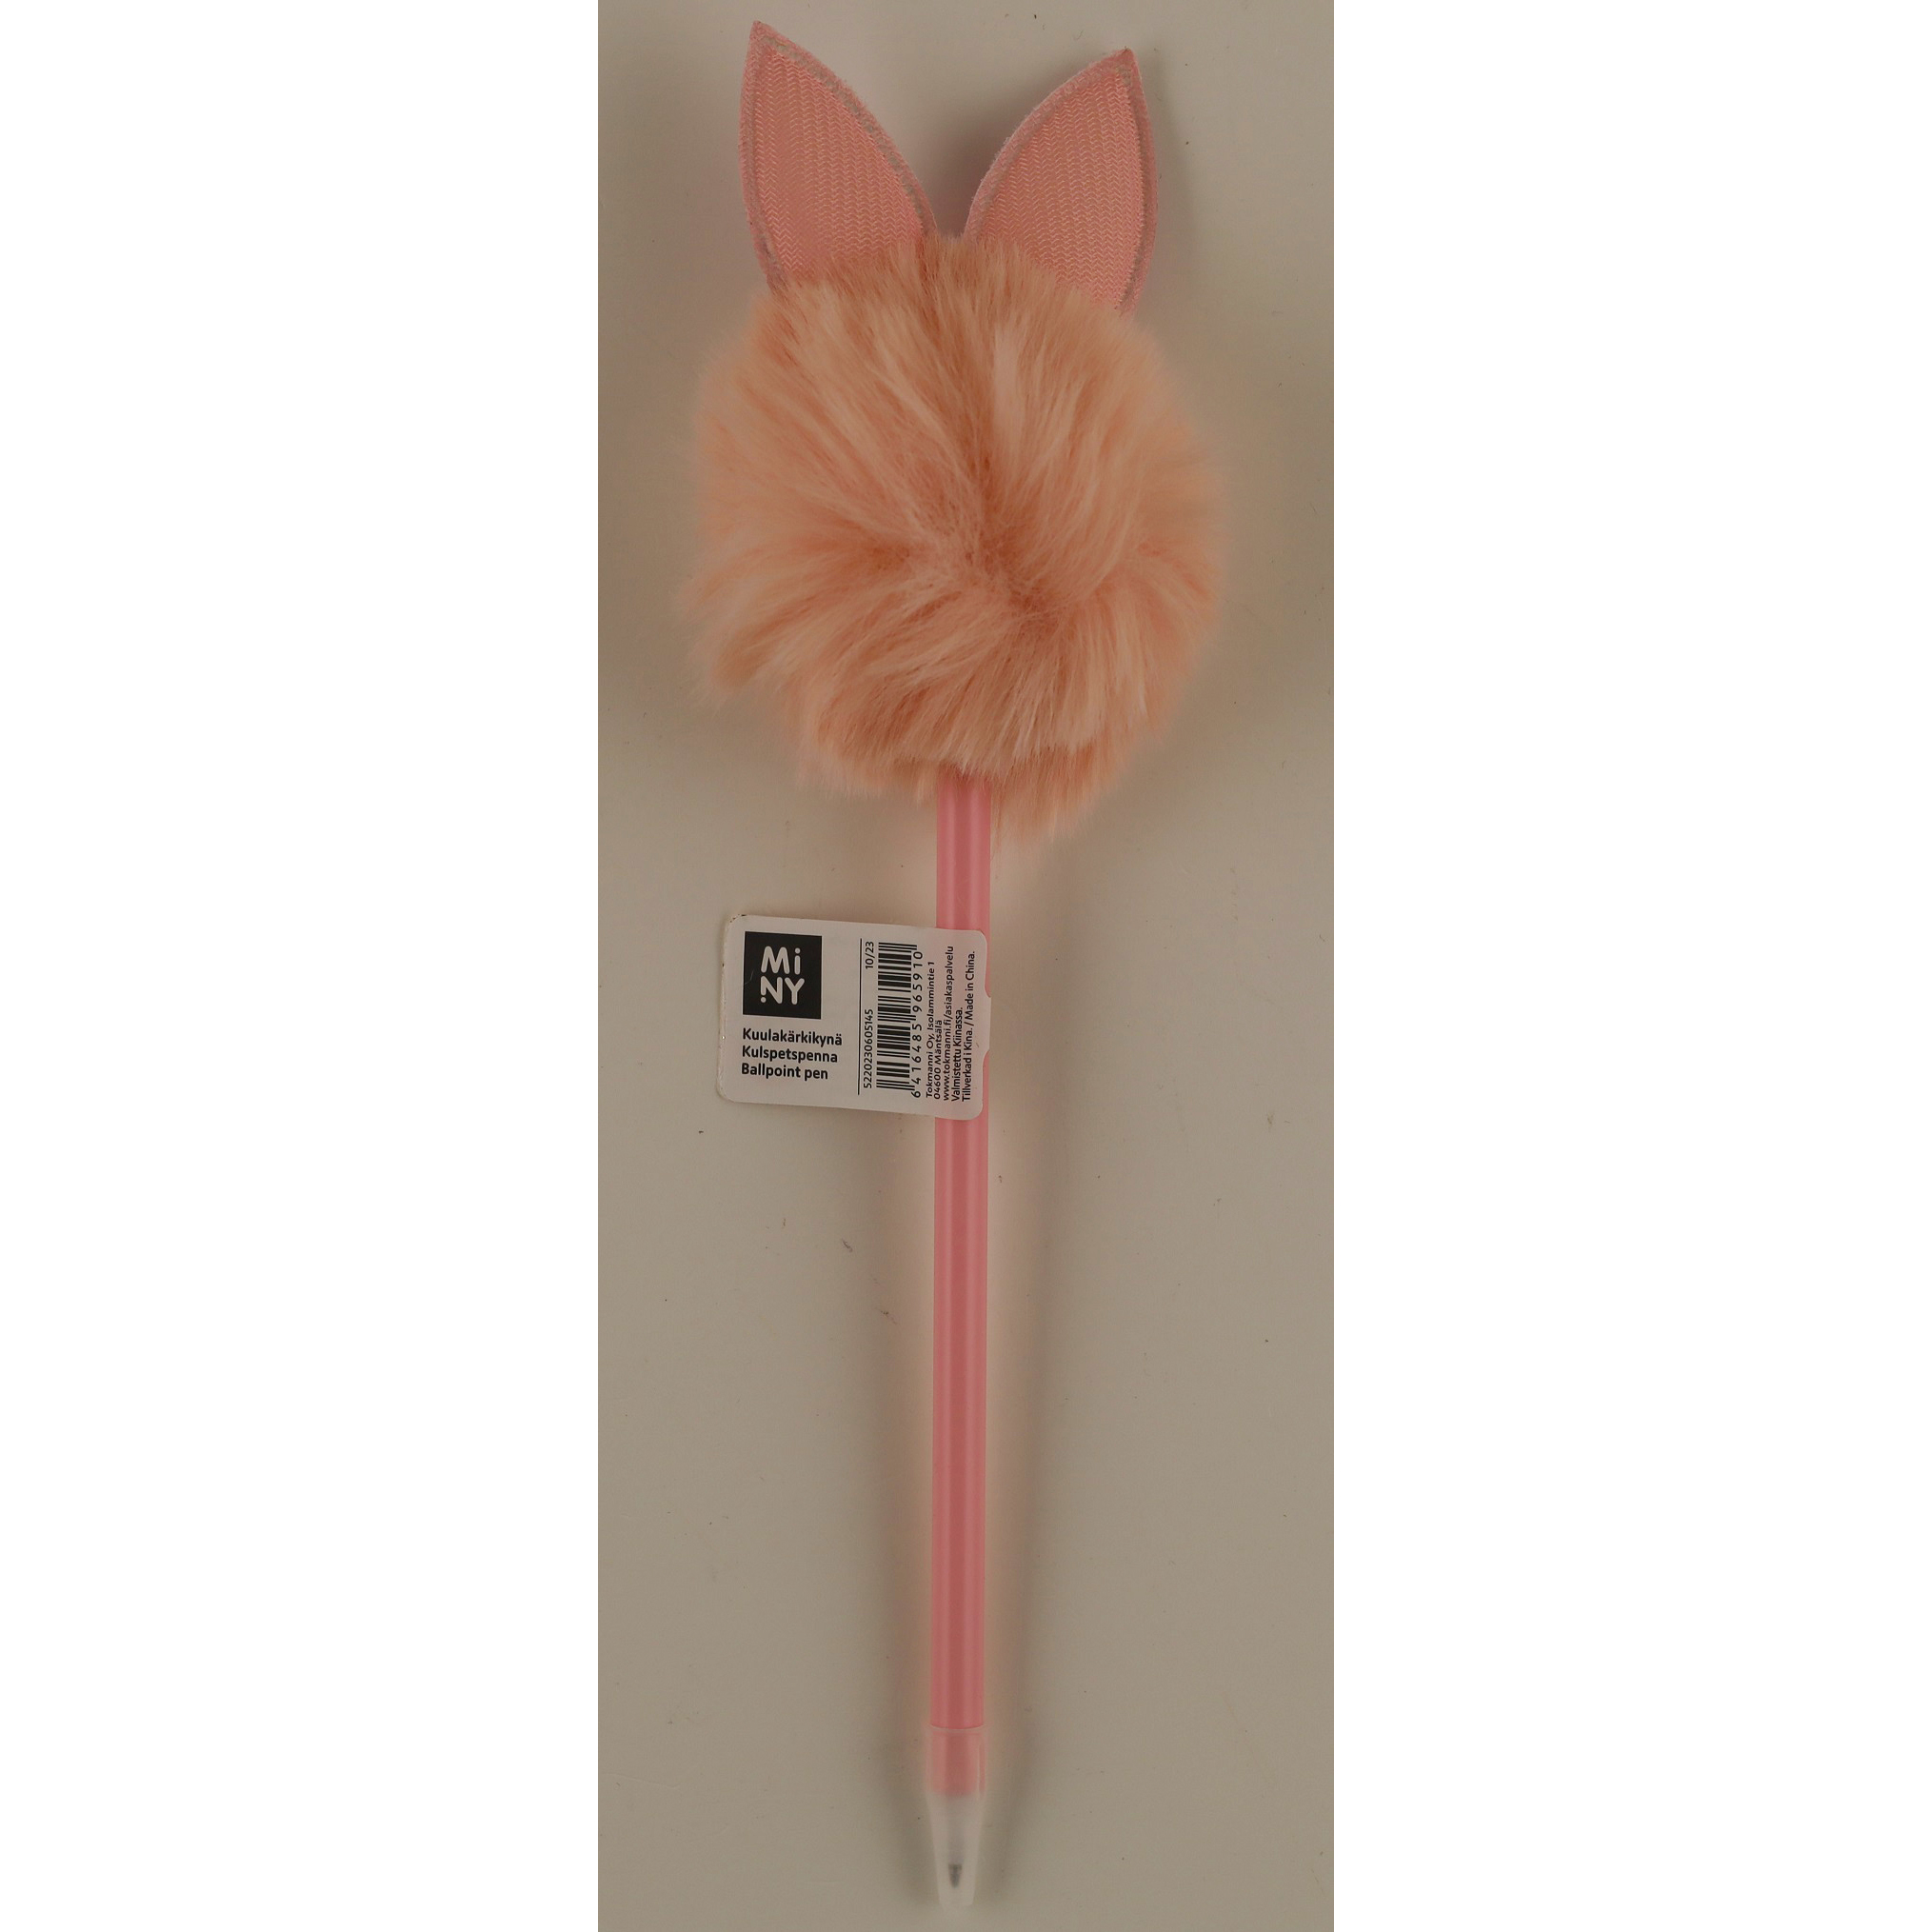 Mi
NY
Kuulakärkikynä
Kulspetspenna
Ballpoint pen
5220230605145 10/23
6 416485 965910
Tokmanni Oy, Isolammintie 1
04600 Mäntsälä
www.tokmanni.fi/asiakaspalvelu
Valmistettu Kiinassa.
Tillverkad i Kina. / Made in China.